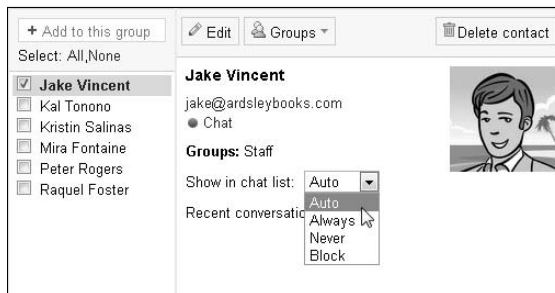 + Add to this group
Select: All,None
Jake Vincent
Kal Tonono
Kristin Salinas
Mira Fontaine
Peter Rogers
Raquel Foster
Edit
Groups
Delete contact
Jake Vincent
jake@ardsleybooks.com
Chat
Groups: Staff
Show in chat list: Auto
Auto
Always
Never
Block
Recent